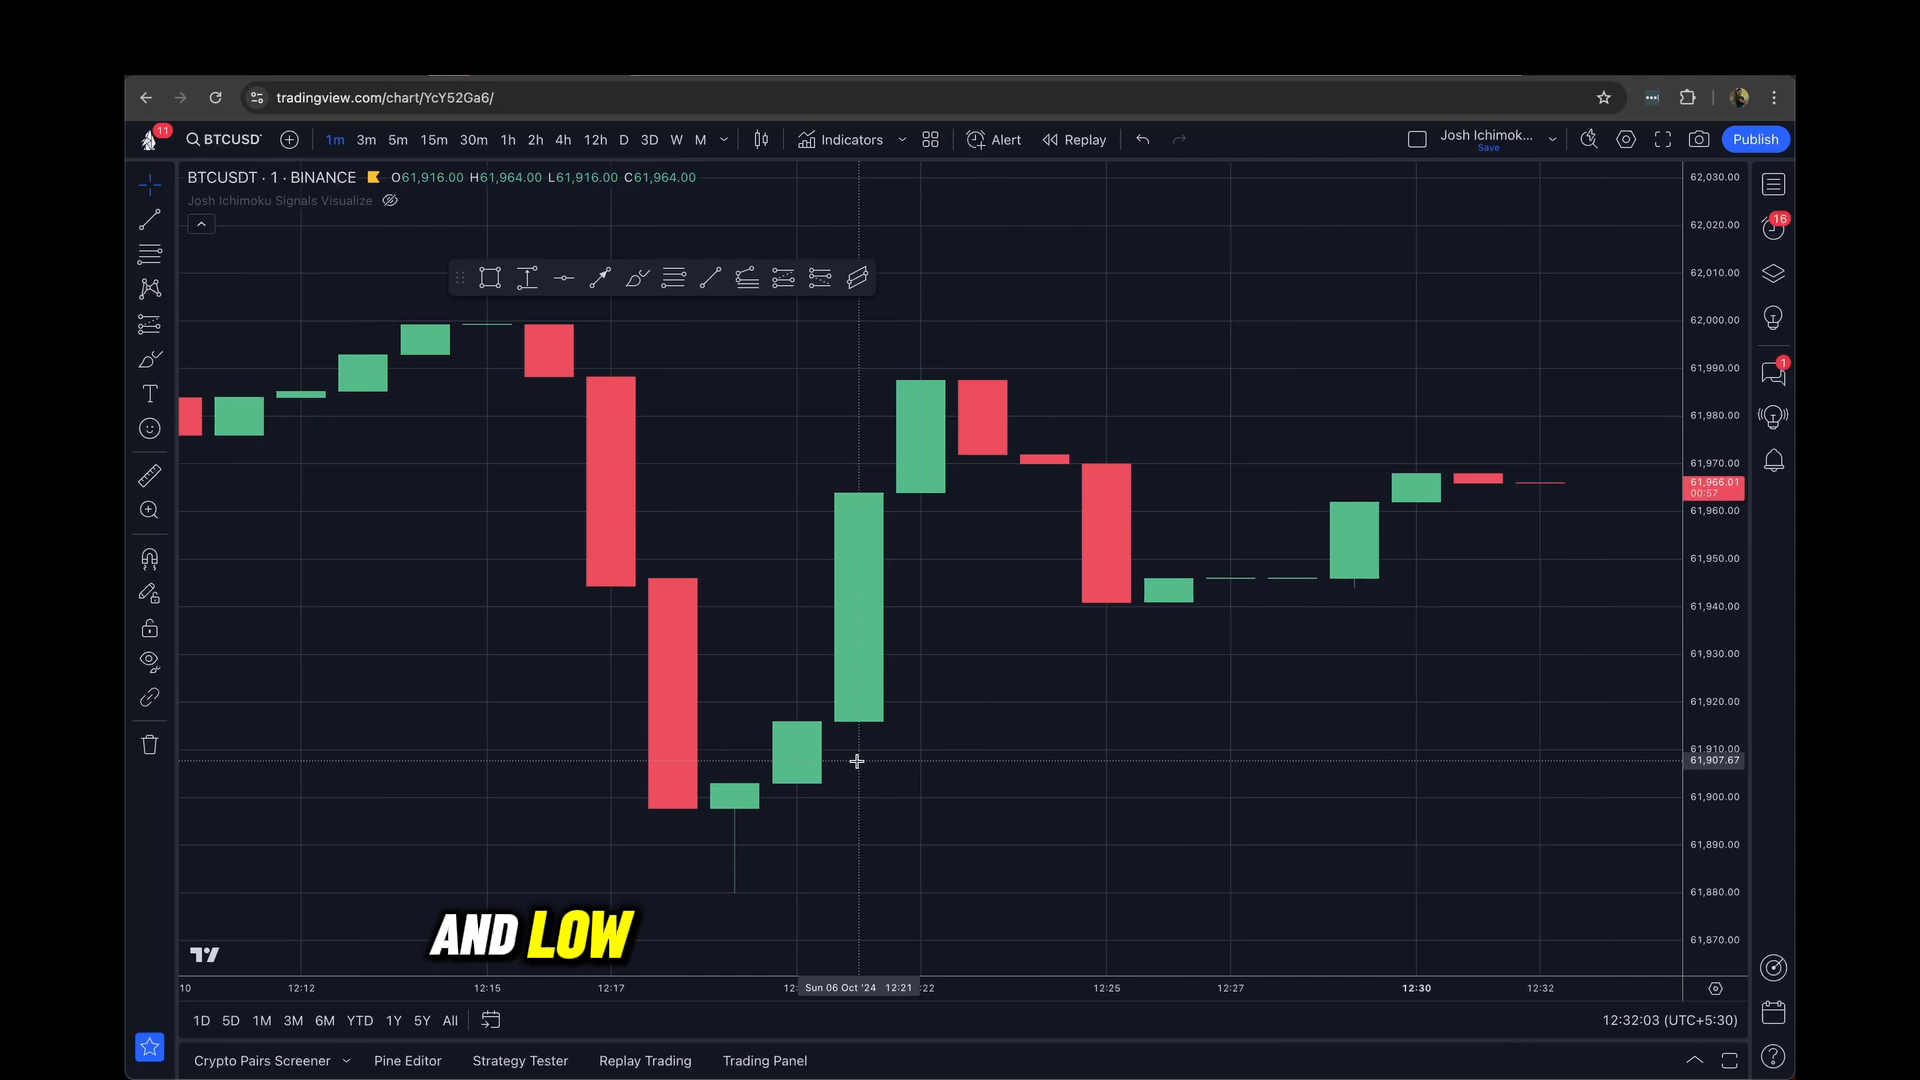 tradingview.com/chart/YcY52Ga6/
11
BTCUSDT
1m 3m 5m 15m 30m 1h 2h 4h 12h D 3D W M
Indicators
Alert
Replay
Josh Ichimok...
Save
Publish
BTCUSDT · 1 · BINANCE O61,916.00 H61,964.00 L61,916.00 C61,964.00
Josh Ichimoku Signals Visualize
62,030.00
62,020.00
62,010.00
62,000.00
61,990.00
61,980.00
61,970.00
61,966.01
00:57
61,960.00
61,950.00
61,940.00
61,930.00
61,920.00
61,910.00
61,907.67
61,900.00
61,890.00
61,880.00
61,870.00
16
1
AND LOW
10 12:12 12:15 12:17 12: Sun 06 Oct '24 12:21 :22 12:25 12:27 12:30 12:32
1D 5D 1M 3M 6M YTD 1Y 5Y All
12:32:03 (UTC+5:30)
Crypto Pairs Screener Pine Editor Strategy Tester Replay Trading Trading Panel